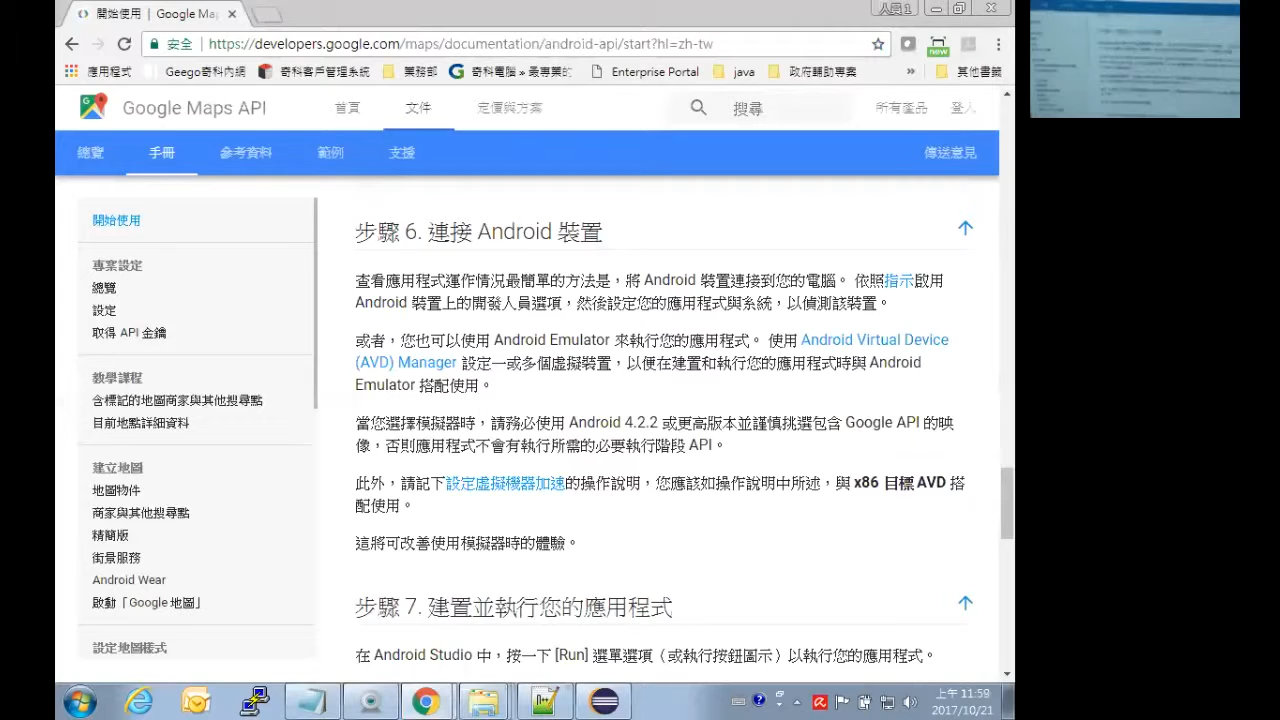 開始使用 | Google Map
人凾1
安全 | https://developers.google.com/maps/documentation/android-api/start?hl=zh-tw
new
應用程式 Geego奇科內網 奇科客戶管理系統 Enterprise Portal java 政府輔助專案 » 其他書籤
Google Maps API 首頁 文件 定價與方案 搜尋 所有產品 登入
總覽 手冊 參考資料 範例 支援 傳送意見
開始使用
專案設定
總覽
設定
取得 API 金鑰
教學課程
含標記的地圖商家與其他搜尋點
目前地點詳細資料
建立地圖
地圖物件
商家與其他搜尋點
精簡版
街景服務
Android Wear
啟動「Google 地圖」
設定地圖樣式
步驟 6. 連接 Android 裝置
查看應用程式運作情況最簡單的方法是，將 Android 裝置連接到您的電腦。 依照指示啟用
Android 裝置上的開發人員選項，然後設定您的應用程式與系統，以偵測該裝置。
或者，您也可以使用 Android Emulator 來執行您的應用程式。 使用 Android Virtual Device
(AVD) Manager 設定一或多個虛擬裝置，以便在建置和執行您的應用程式時與 Android
Emulator 搭配使用。
當您選擇模擬器時，請務必使用 Android 4.2.2 或更高版本並謹慎挑選包含 Google API 的映
像，否則應用程式不會有執行所需的必要執行階段 API。
此外，請記下設定虛擬機器加速的操作說明，您應該如操作說明中所述，與 x86 目標 AVD 搭
配使用。
這將可改善使用模擬器時的體驗。
步驟 7. 建置並執行您的應用程式
在 Android Studio 中，按一下 [Run] 選單選項（或執行按鈕圖示）以執行您的應用程式。
上午 11:59
2017/10/21